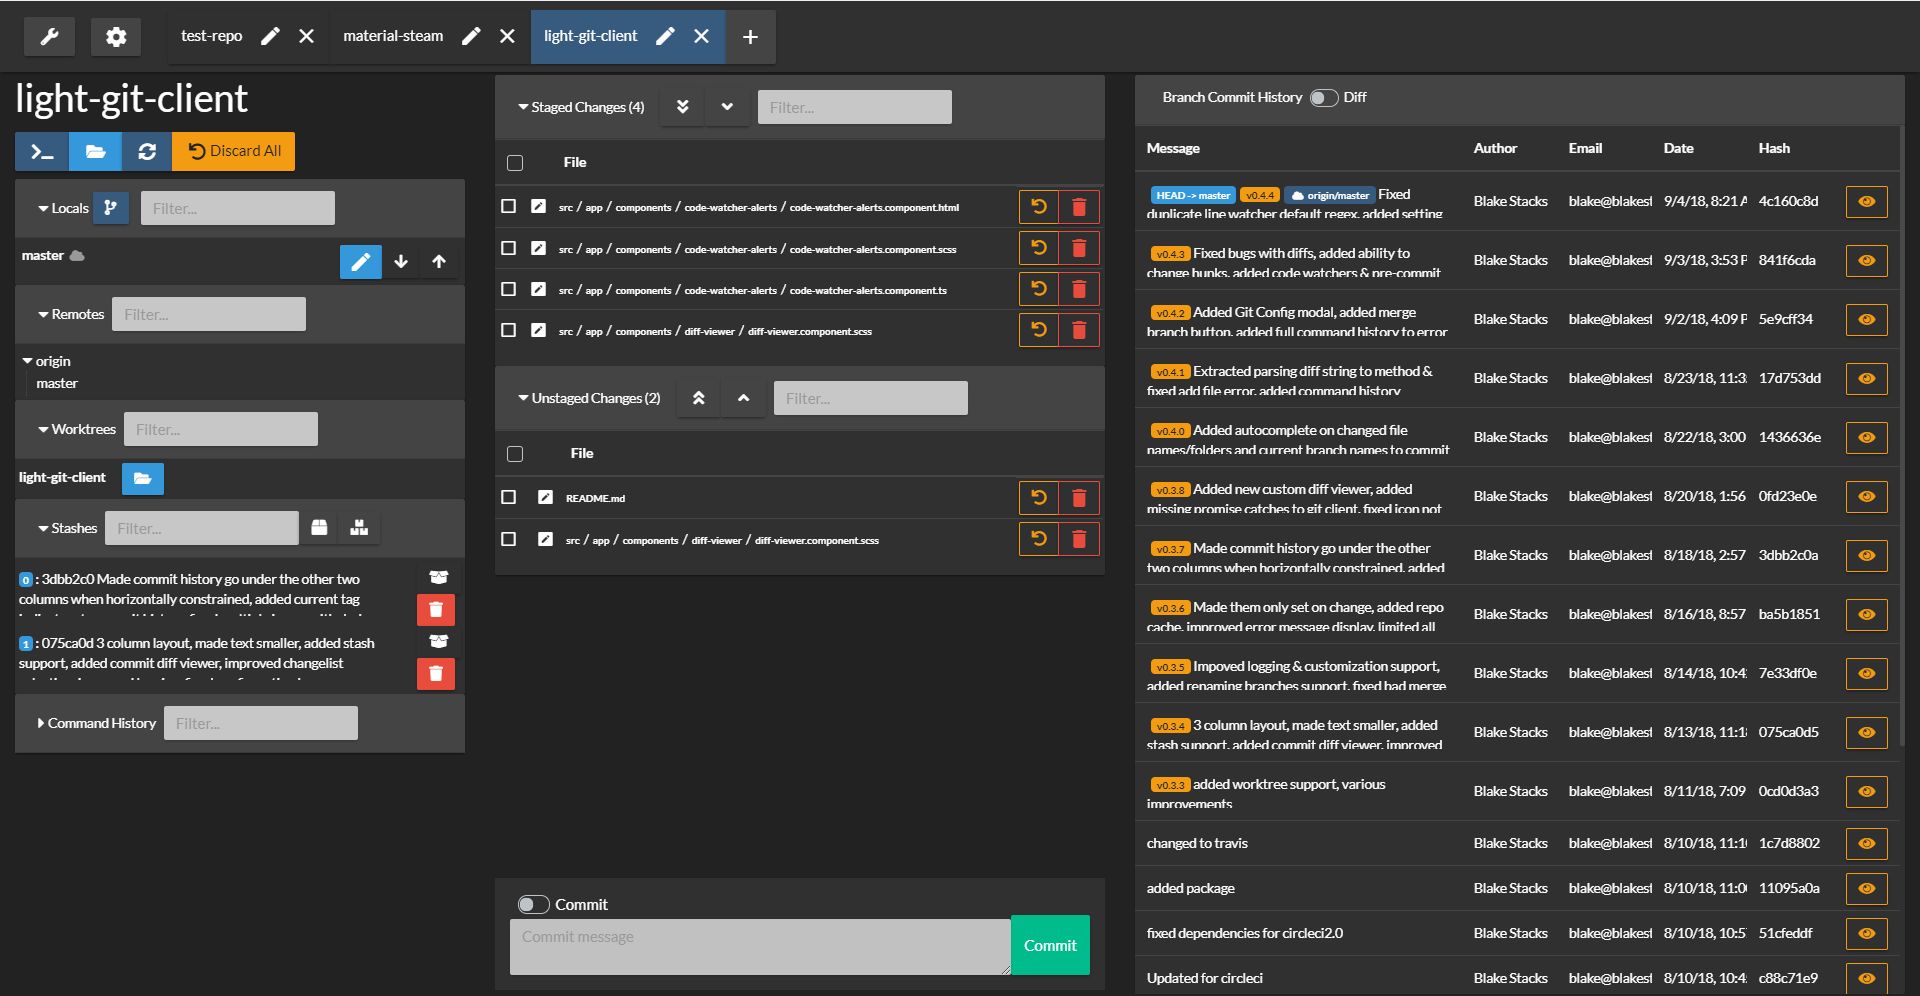 test-repo
material-steam
light-git-client
light-git-client
Discard All
Locals
Filter...
master
Remotes
Filter...
origin
master
Worktrees
Filter...
light-git-client
Stashes
Filter...
0 : 3dbb2c0 Made commit history go under the other two
columns when horizontally constrained, added current tag
1 : 075ca0d 3 column layout, made text smaller, added stash
support, added commit diff viewer, improved changelist
Command History
Filter...
Staged Changes (4)
Filter...
File
src / app / components / code-watcher-alerts / code-watcher-alerts.component.html
src / app / components / code-watcher-alerts / code-watcher-alerts.component.scss
src / app / components / code-watcher-alerts / code-watcher-alerts.component.ts
src / app / components / diff-viewer / diff-viewer.component.scss
Unstaged Changes (2)
Filter...
File
README.md
src / app / components / diff-viewer / diff-viewer.component.scss
Commit
Commit message
Commit
Branch Commit History Diff
Message Author Email Date Hash
HEAD -> master v0.4.4 origin/master Fixed
duplicate line watcher default regex, added setting
Blake Stacks blake@blakest 9/4/18, 8:21 A 4c160c8d
v0.4.3 Fixed bugs with diffs, added ability to
change hunks, added code watchers & pre-commit
Blake Stacks blake@blakest 9/3/18, 3:53 P 841f6cda
v0.4.2 Added Git Config modal, added merge
branch button, added full command history to error
Blake Stacks blake@blakest 9/2/18, 4:09 P 5e9cff34
v0.4.1 Extracted parsing diff string to method &
fixed add file error, added command history
Blake Stacks blake@blakest 8/23/18, 11:3 17d753dd
v0.4.0 Added autocomplete on changed file
names/folders and current branch names to commit
Blake Stacks blake@blakest 8/22/18, 3:00 1436636e
v0.3.8 Added new custom diff viewer, added
missing promise catches to git client, fixed icon not
Blake Stacks blake@blakest 8/20/18, 1:56 0fd23e0e
v0.3.7 Made commit history go under the other
two columns when horizontally constrained, added
Blake Stacks blake@blakest 8/18/18, 2:57 3dbb2c0a
v0.3.6 Made them only set on change, added repo
cache, improved error message display, limited all
Blake Stacks blake@blakest 8/16/18, 8:57 ba5b1851
v0.3.5 Impoved logging & customization support,
added renaming branches support, fixed bad merge
Blake Stacks blake@blakest 8/14/18, 10:4 7e33df0e
v0.3.4 3 column layout, made text smaller, added
stash support, added commit diff viewer, improved
Blake Stacks blake@blakest 8/13/18, 11:1 075ca0d5
v0.3.3 added worktree support, various
improvements
Blake Stacks blake@blakest 8/11/18, 7:09 0cd0d3a3
changed to travis Blake Stacks blake@blakest 8/10/18, 11:1 1c7d8802
added package Blake Stacks blake@blakest 8/10/18, 11:0 11095a0a
fixed dependencies for circleci2.0 Blake Stacks blake@blakest 8/10/18, 10:5 51cfeddf
Updated for circleci Blake Stacks blake@blakest 8/10/18, 10:4 c88c71e9